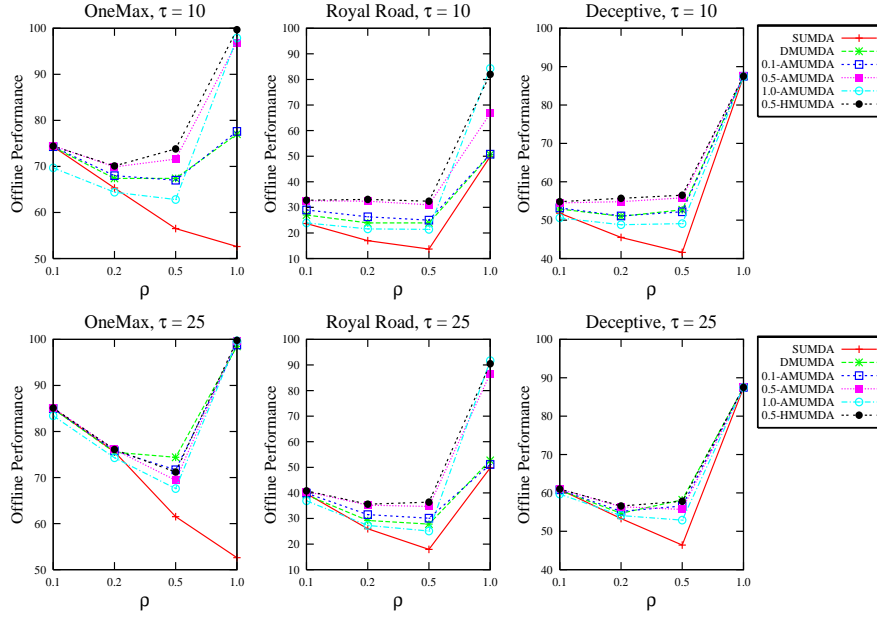 OneMax, τ = 10
Offline Performance
100
90
80
70
60
50
0.1
0.2
0.5
1.0
ρ
Royal Road, τ = 10
Offline Performance
100
90
80
70
60
50
40
30
20
10
0.1
0.2
0.5
1.0
ρ
Deceptive, τ = 10
Offline Performance
100
90
80
70
60
50
40
0.1
0.2
0.5
1.0
ρ
SUMDA
DMUMDA
0.1-AMUMDA
0.5-AMUMDA
1.0-AMUMDA
0.5-HMUMDA
OneMax, τ = 25
Offline Performance
100
90
80
70
60
50
0.1
0.2
0.5
1.0
ρ
Royal Road, τ = 25
Offline Performance
100
90
80
70
60
50
40
30
20
10
0.1
0.2
0.5
1.0
ρ
Deceptive, τ = 25
Offline Performance
100
90
80
70
60
50
40
0.1
0.2
0.5
1.0
ρ
SUMDA
DMUMDA
0.1-AMUMDA
0.5-AMUMDA
1.0-AMUMDA
0.5-HMUMDA